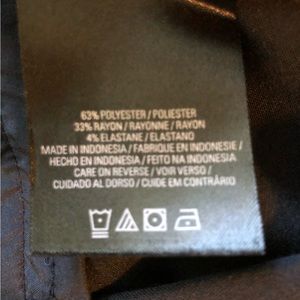 63% POLYESTER / POLIESTER
33% RAYON / RAYONNE / RAYON
4% ELASTANE / ELASTANO
MADE IN INDONESIA / FABRIQUE EN INDONESIE /
HECHO EN INDONESIA / FEITO NA INDONESIA
CARE ON REVERSE / VOIR VERSO /
CUIDADO AL DORSO / CUIDE EM CONTRÁRIO